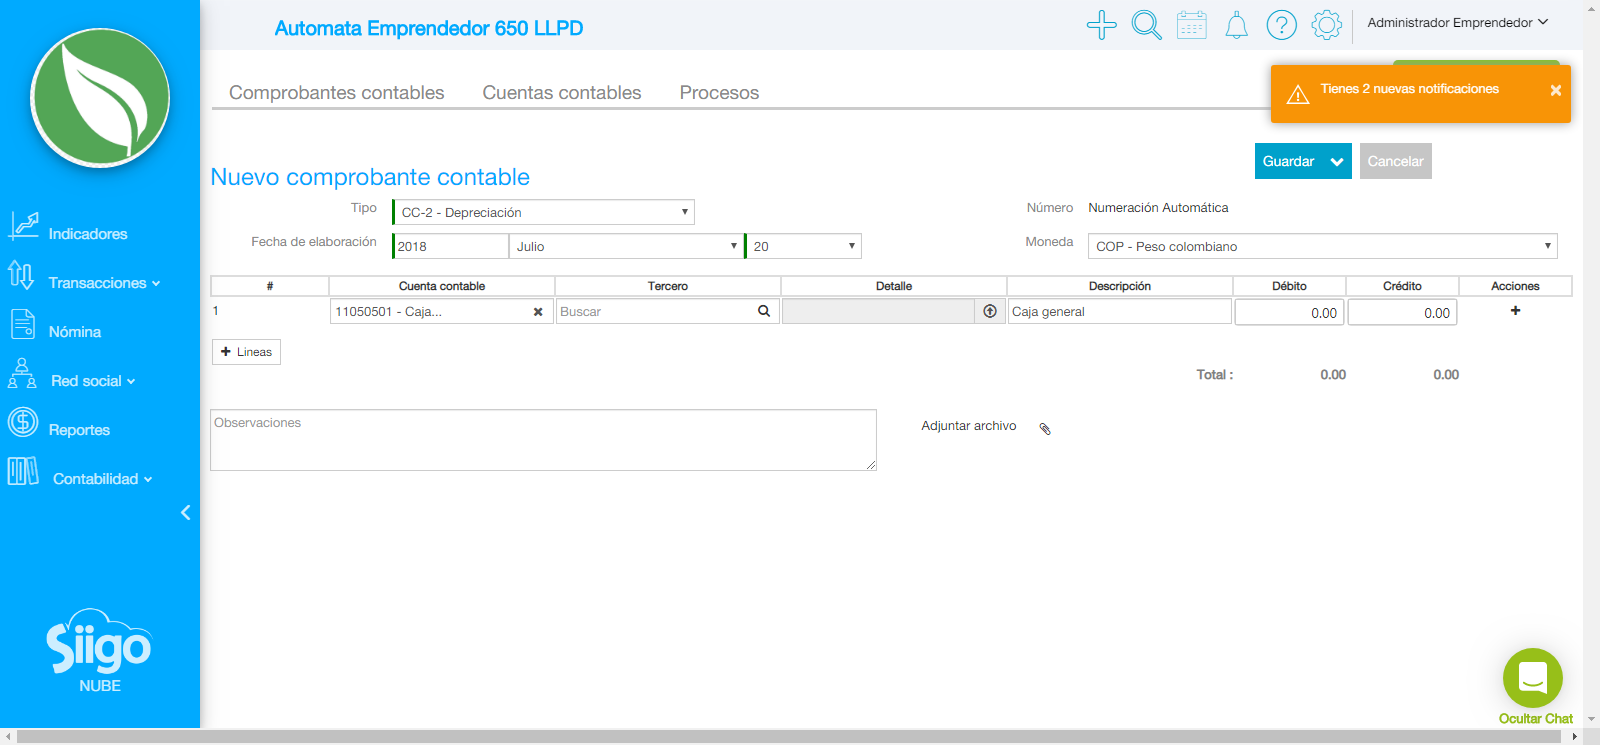 Automata Emprendedor 650 LLPD
Administrador Emprendedor
Tienes 2 nuevas notificaciones
Comprobantes contables Cuentas contables Procesos
Guardar Cancelar
Nuevo comprobante contable
Tipo CC-2 - Depreciación Número Numeración Automática
Fecha de elaboración 2018 Julio 20 Moneda COP - Peso colombiano
# Cuenta contable Tercero Detalle Descripción Débito Crédito Acciones
1 11050501 - Caja... Buscar Caja general 0.00 0.00
Lineas
Total : 0.00 0.00
Observaciones
Adjuntar archivo
Indicadores
Transacciones
Nómina
Red social
Reportes
Contabilidad
Siigo
NUBE
Ocultar Chat